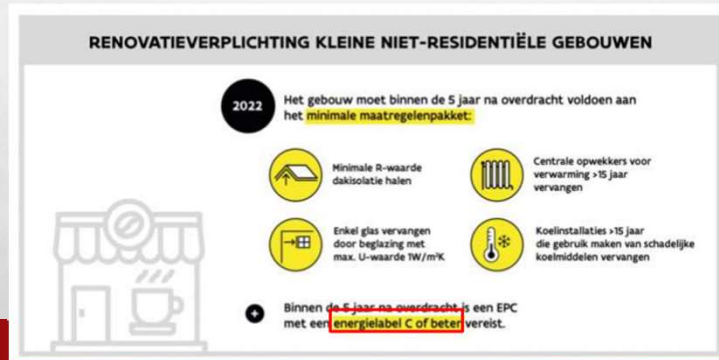 RENOVATIEVERPLICHTING KLEINE NIET-RESIDENTIËLE GEBOUWEN
2022
Het gebouw moet binnen de 5 jaar na overdracht voldoen aan
het minimale maatregelenpakket:
Minimale R-waarde
dakisolatie halen
Centrale opwekkers voor
verwarming >15 jaar
vervangen
Enkel glas vervangen
door beglazing met
max. U-waarde 1W/m²K
Koelinstallaties >15 jaar
die gebruik maken van schadelijke
koelmiddelen vervangen
+ Binnen de 5 jaar na overdracht is een EPC
met een energielabel C of beter vereist.